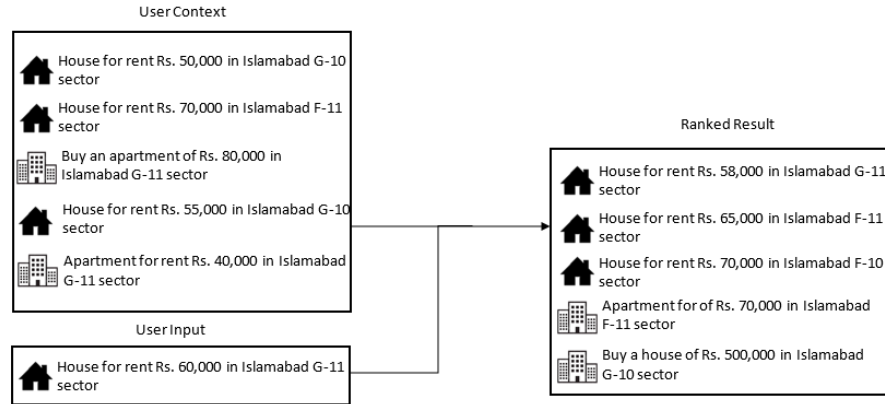 User Context
House for rent Rs. 50,000 in Islamabad G-10
sector
House for rent Rs. 70,000 in Islamabad F-11
sector
Buy an apartment of Rs. 80,000 in
Islamabad G-11 sector
House for rent Rs. 55,000 in Islamabad G-10
sector
Apartment for rent Rs. 40,000 in Islamabad
G-11 sector
User Input
House for rent Rs. 60,000 in Islamabad G-11
sector
Ranked Result
House for rent Rs. 58,000 in Islamabad G-11
sector
House for rent Rs. 65,000 in Islamabad F-11
sector
House for rent Rs. 70,000 in Islamabad F-10
sector
Apartment for of Rs. 70,000 in Islamabad
F-11 sector
Buy a house of Rs. 500,000 in Islamabad
G-10 sector